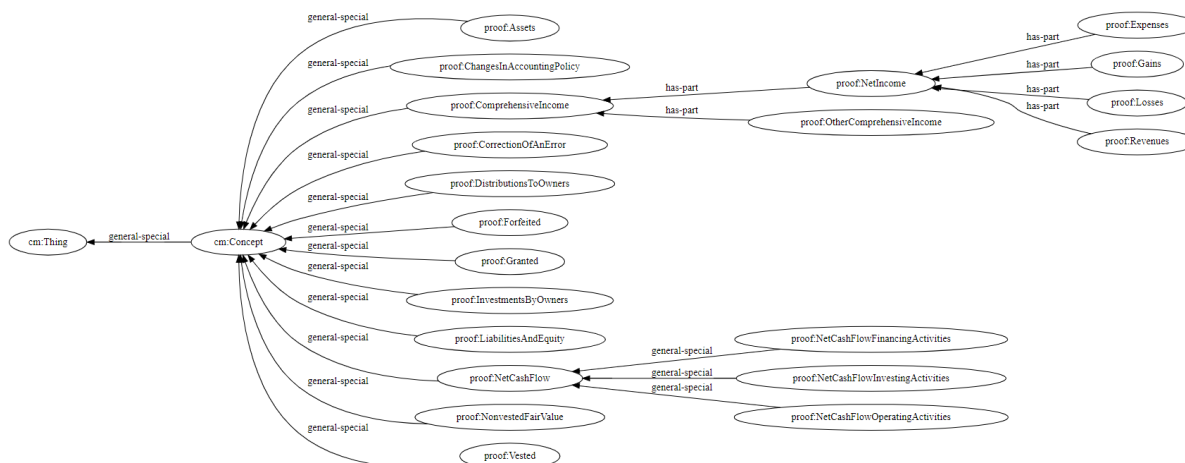 general-special
proof:Assets
general-special
proof:ChangesInAccountingPolicy
general-special
proof:ComprehensiveIncome
has-part
has-part
proof:NetIncome
proof:OtherComprehensiveIncome
has-part
has-part
has-part
has-part
proof:Expenses
proof:Gains
proof:Losses
proof:Revenues
general-special
proof:CorrectionOfAnError
general-special
proof:DistributionsToOwners
general-special
proof:Forfeited
cm:Thing
general-special
cm:Concept
general-special
proof:Granted
general-special
proof:InvestmentsByOwners
general-special
proof:LiabilitiesAndEquity
general-special
proof:NetCashFlow
general-special
general-special
general-special
proof:NetCashFlowFinancingActivities
proof:NetCashFlowInvestingActivities
proof:NetCashFlowOperatingActivities
general-special
proof:NonvestedFairValue
general-special
proof:Vested